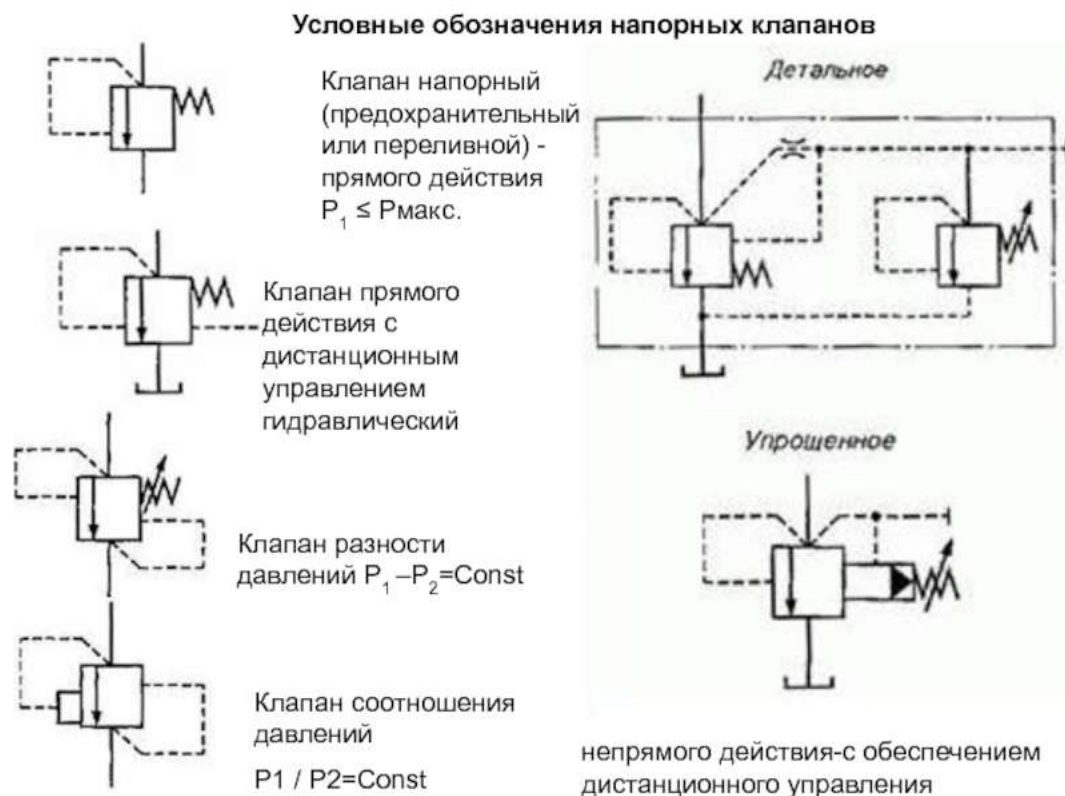 Условные обозначения напорных клапанов
Клапан напорный
(предохранительный
или переливной) -
прямого действия
P₁ ≤ Pмакс.
Клапан прямого
действия с
дистанционным
управлением
гидравлический
Клапан разности
давлений P₁ –P₂=Const
Клапан соотношения
давлений
P1 / P2=Const
Детальное
Упрощенное
непрямого действия-с обеспечением
дистанционного управления